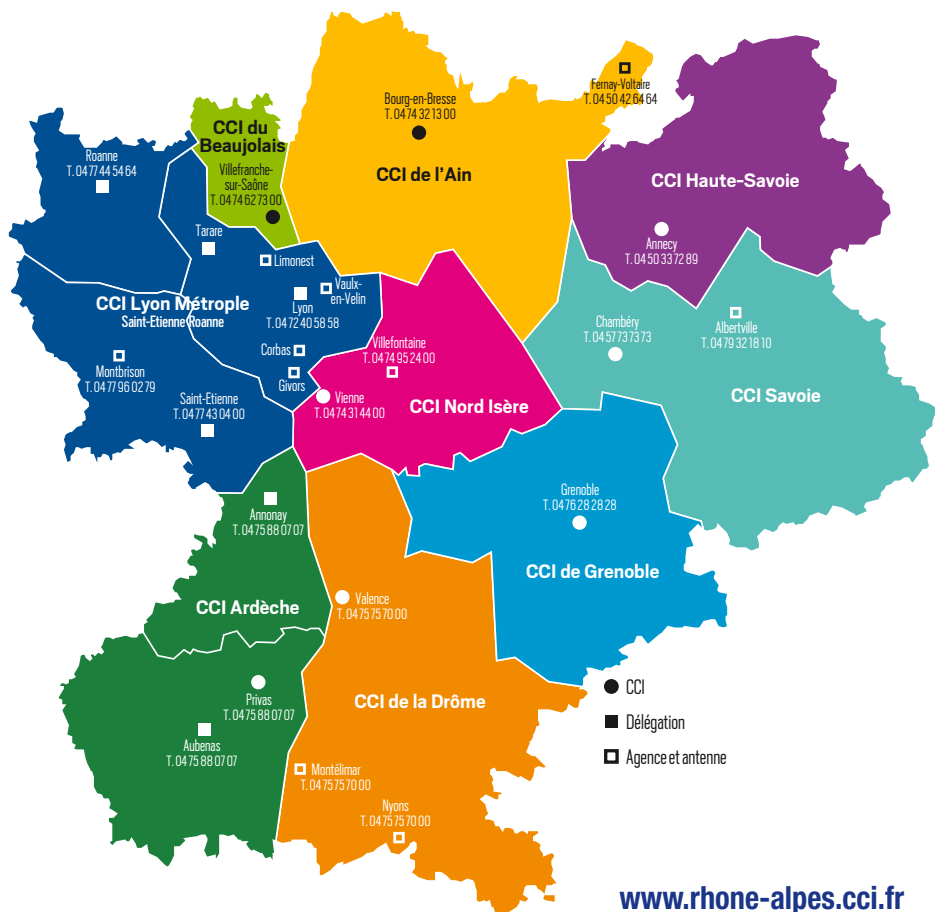 Fernay-Voltaire
T. 04 50 42 64 64
Bourg-en-Bresse
T. 04 74 32 13 00
CCI du
Beaujolais
Villefranche-
sur-Saône
T. 04 74 62 73 00
Roanne
T. 04 77 44 54 64
CCI de l'Ain
CCI Haute-Savoie
Annecy
T. 04 50 33 72 89
Tarare
Limonest
Vaulx-
en-Velin
Lyon
T. 04 72 40 58 58
CCI Lyon Métrople
Saint-Etienne Roanne
Corbas
Givors
Montbrison
T. 04 77 96 02 79
Saint-Etienne
T. 04 77 43 04 00
Villefontaine
T. 04 74 95 24 00
Vienne
T. 04 74 31 44 00
CCI Nord Isère
Chambéry
T. 04 57 73 73 73
Albertville
T. 04 79 32 18 10
CCI Savoie
Grenoble
T. 04 76 28 28 28
CCI de Grenoble
Annonay
T. 04 75 88 07 07
CCI Ardèche
Valence
T. 04 75 75 70 00
Privas
T. 04 75 88 07 07
Aubenas
T. 04 75 88 07 07
CCI de la Drôme
Montélimar
T. 04 75 75 70 00
Nyons
T. 04 75 75 70 00
CCI
Délégation
Agence et antenne
www.rhone-alpes.cci.fr